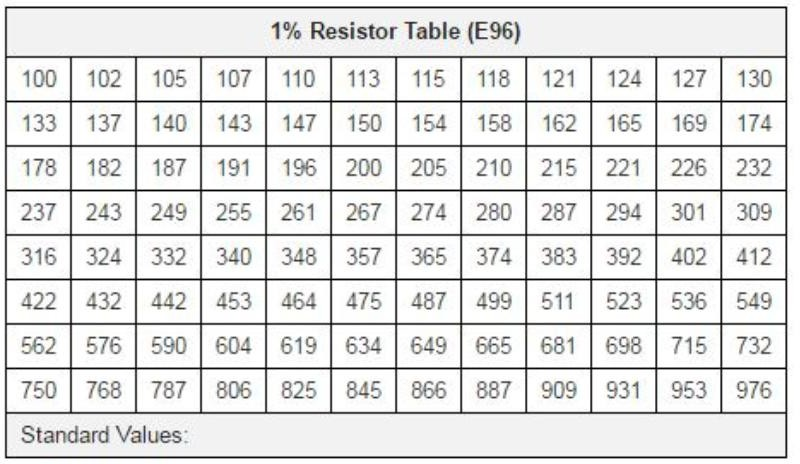 1% Resistor Table (E96)
100 102 105 107 110 113 115 118 121 124 127 130
133 137 140 143 147 150 154 158 162 165 169 174
178 182 187 191 196 200 205 210 215 221 226 232
237 243 249 255 261 267 274 280 287 294 301 309
316 324 332 340 348 357 365 374 383 392 402 412
422 432 442 453 464 475 487 499 511 523 536 549
562 576 590 604 619 634 649 665 681 698 715 732
750 768 787 806 825 845 866 887 909 931 953 976
Standard Values: